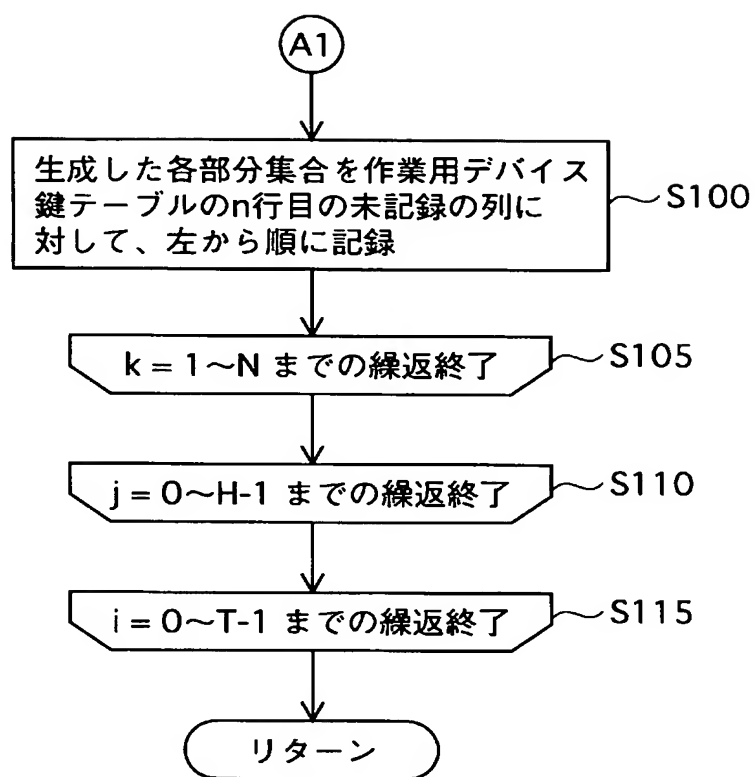 A1
生成した各部分集合を作業用デバイス
鍵テーブルのn行目の未記録の列に
対して、左から順に記録
S100
k = 1～N までの繰返終了
S105
j = 0～H-1 までの繰返終了
S110
i = 0～T-1 までの繰返終了
S115
リターン